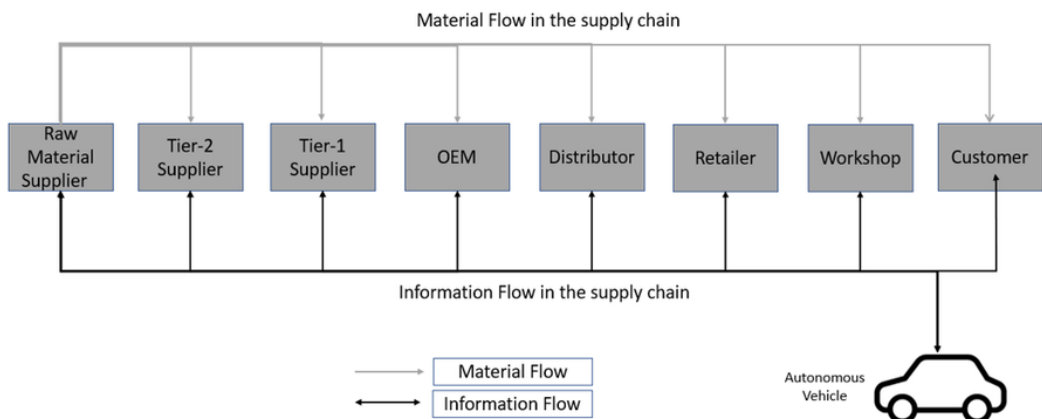 Material Flow in the supply chain
Raw
Material
Supplier
Tier-2
Supplier
Tier-1
Supplier
OEM
Distributor
Retailer
Workshop
Customer
Information Flow in the supply chain
Material Flow
Information Flow
Autonomous
Vehicle